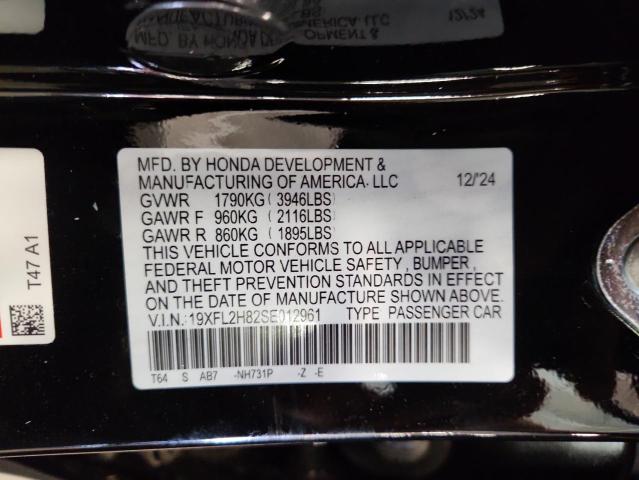 MFD. BY HONDA DEVELOPMENT &
MANUFACTURING OF AMERICA, LLC 12/'24
GVWR 1790KG ( 3946LBS )
GAWR F 960KG ( 2116LBS )
GAWR R 860KG ( 1895LBS )
THIS VEHICLE CONFORMS TO ALL APPLICABLE
FEDERAL MOTOR VEHICLE SAFETY , BUMPER ,
AND THEFT PREVENTION STANDARDS IN EFFECT
ON THE DATE OF MANUFACTURE SHOWN ABOVE.
V.I.N.: 19XFL2H82SE012961 TYPE PASSENGER CAR
T64 S AB7 -NH731P -Z -E
T47 A1